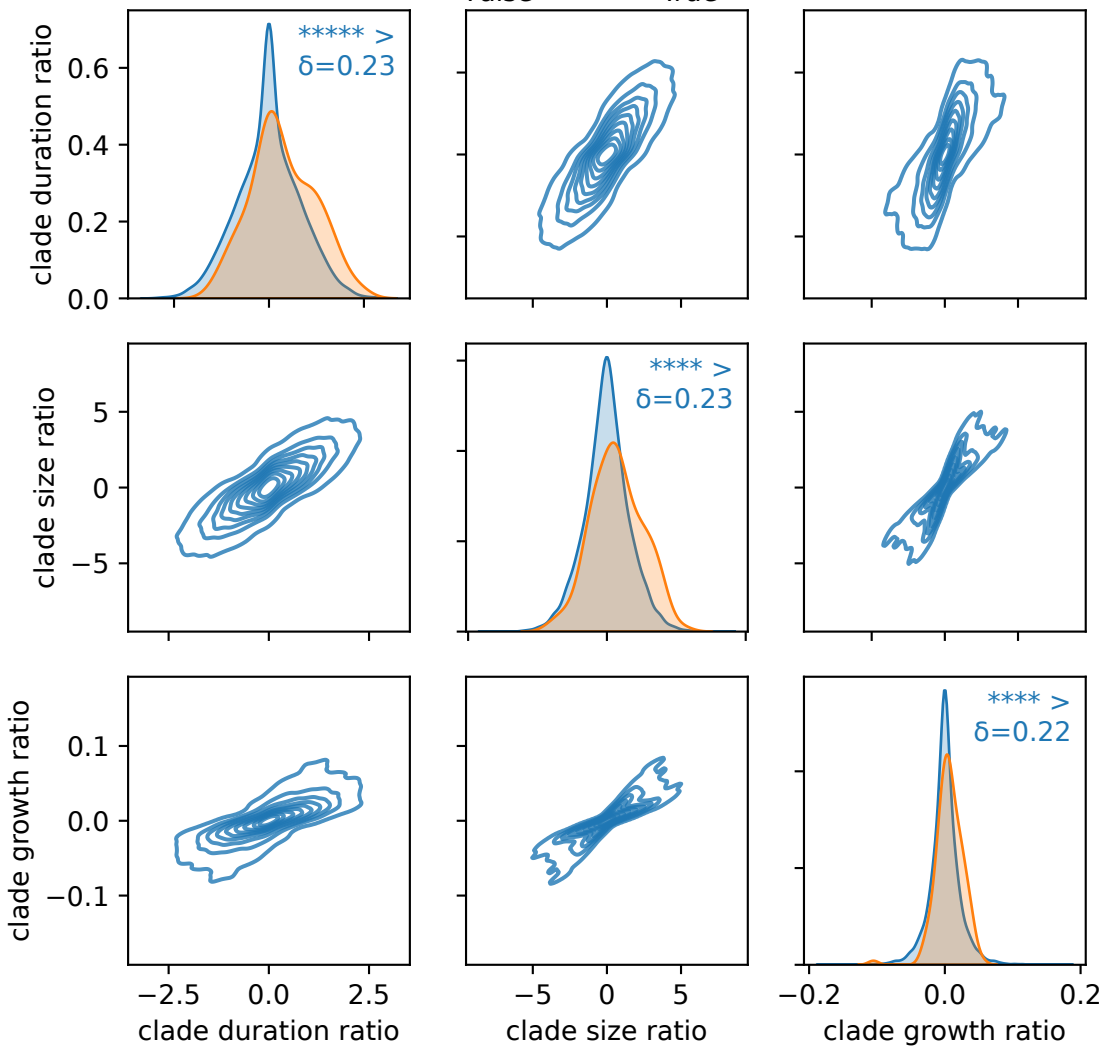 clade duration ratio
0.6
0.4
0.2
0.0
***** >
δ=0.23
clade size ratio
5
0
−5
**** >
δ=0.23
clade growth ratio
0.1
0.0
−0.1
**** >
δ=0.22
−2.5 0.0 2.5
−5 0 5
−0.2 0.0 0.2
clade duration ratio
clade size ratio
clade growth ratio